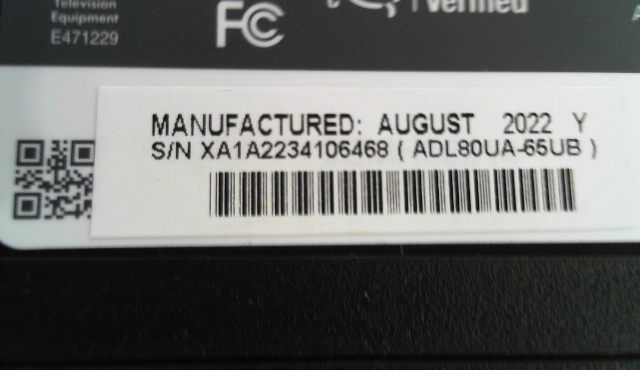 Television
Equipment
E471229
FC
Verified
MANUFACTURED: AUGUST 2022 Y
S/N XA1A2234106468 ( ADL80UA-65UB )